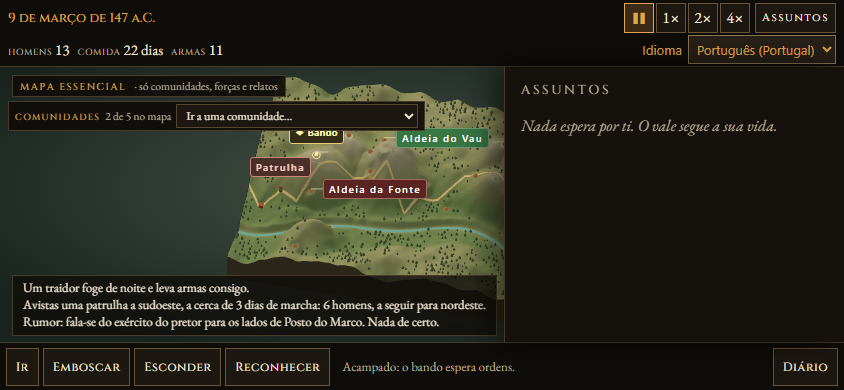 9 DE MARÇO DE 147 A.C.
1× 2× 4× ASSUNTOS
HOMENS 13 COMIDA 22 dias ARMAS 11
Idioma Português (Portugal)
MAPA ESSENCIAL · só comunidades, forças e relatos
COMUNIDADES 2 de 5 no mapa Ir a uma comunidade...
Bando
Aldeia do Vau
Patrulha
Aldeia da Fonte
Um traidor foge de noite e leva armas consigo.
Avistas uma patrulha a sudoeste, a cerca de 3 dias de marcha: 6 homens, a seguir para nordeste.
Rumor: fala-se do exército do pretor para os lados de Posto do Marco. Nada de certo.
ASSUNTOS
Nada espera por ti. O vale segue a sua vida.
IR EMBOSCAR ESCONDER RECONHECER Acampado: o bando espera ordens. DIÁRIO